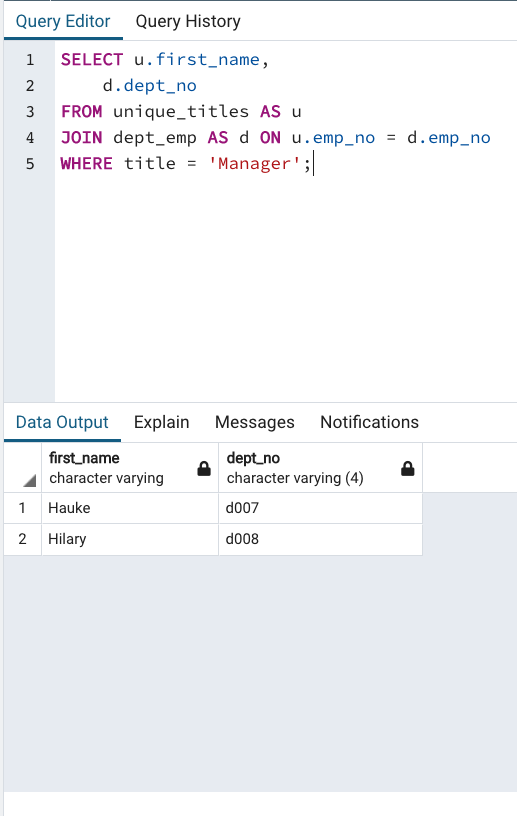 Query Editor Query History
1 SELECT u.first_name,
2 d.dept_no
3 FROM unique_titles AS u
4 JOIN dept_emp AS d ON u.emp_no = d.emp_no
5 WHERE title = 'Manager';
Data Output Explain Messages Notifications
first_name dept_no
character varying character varying (4)
1 Hauke d007
2 Hilary d008